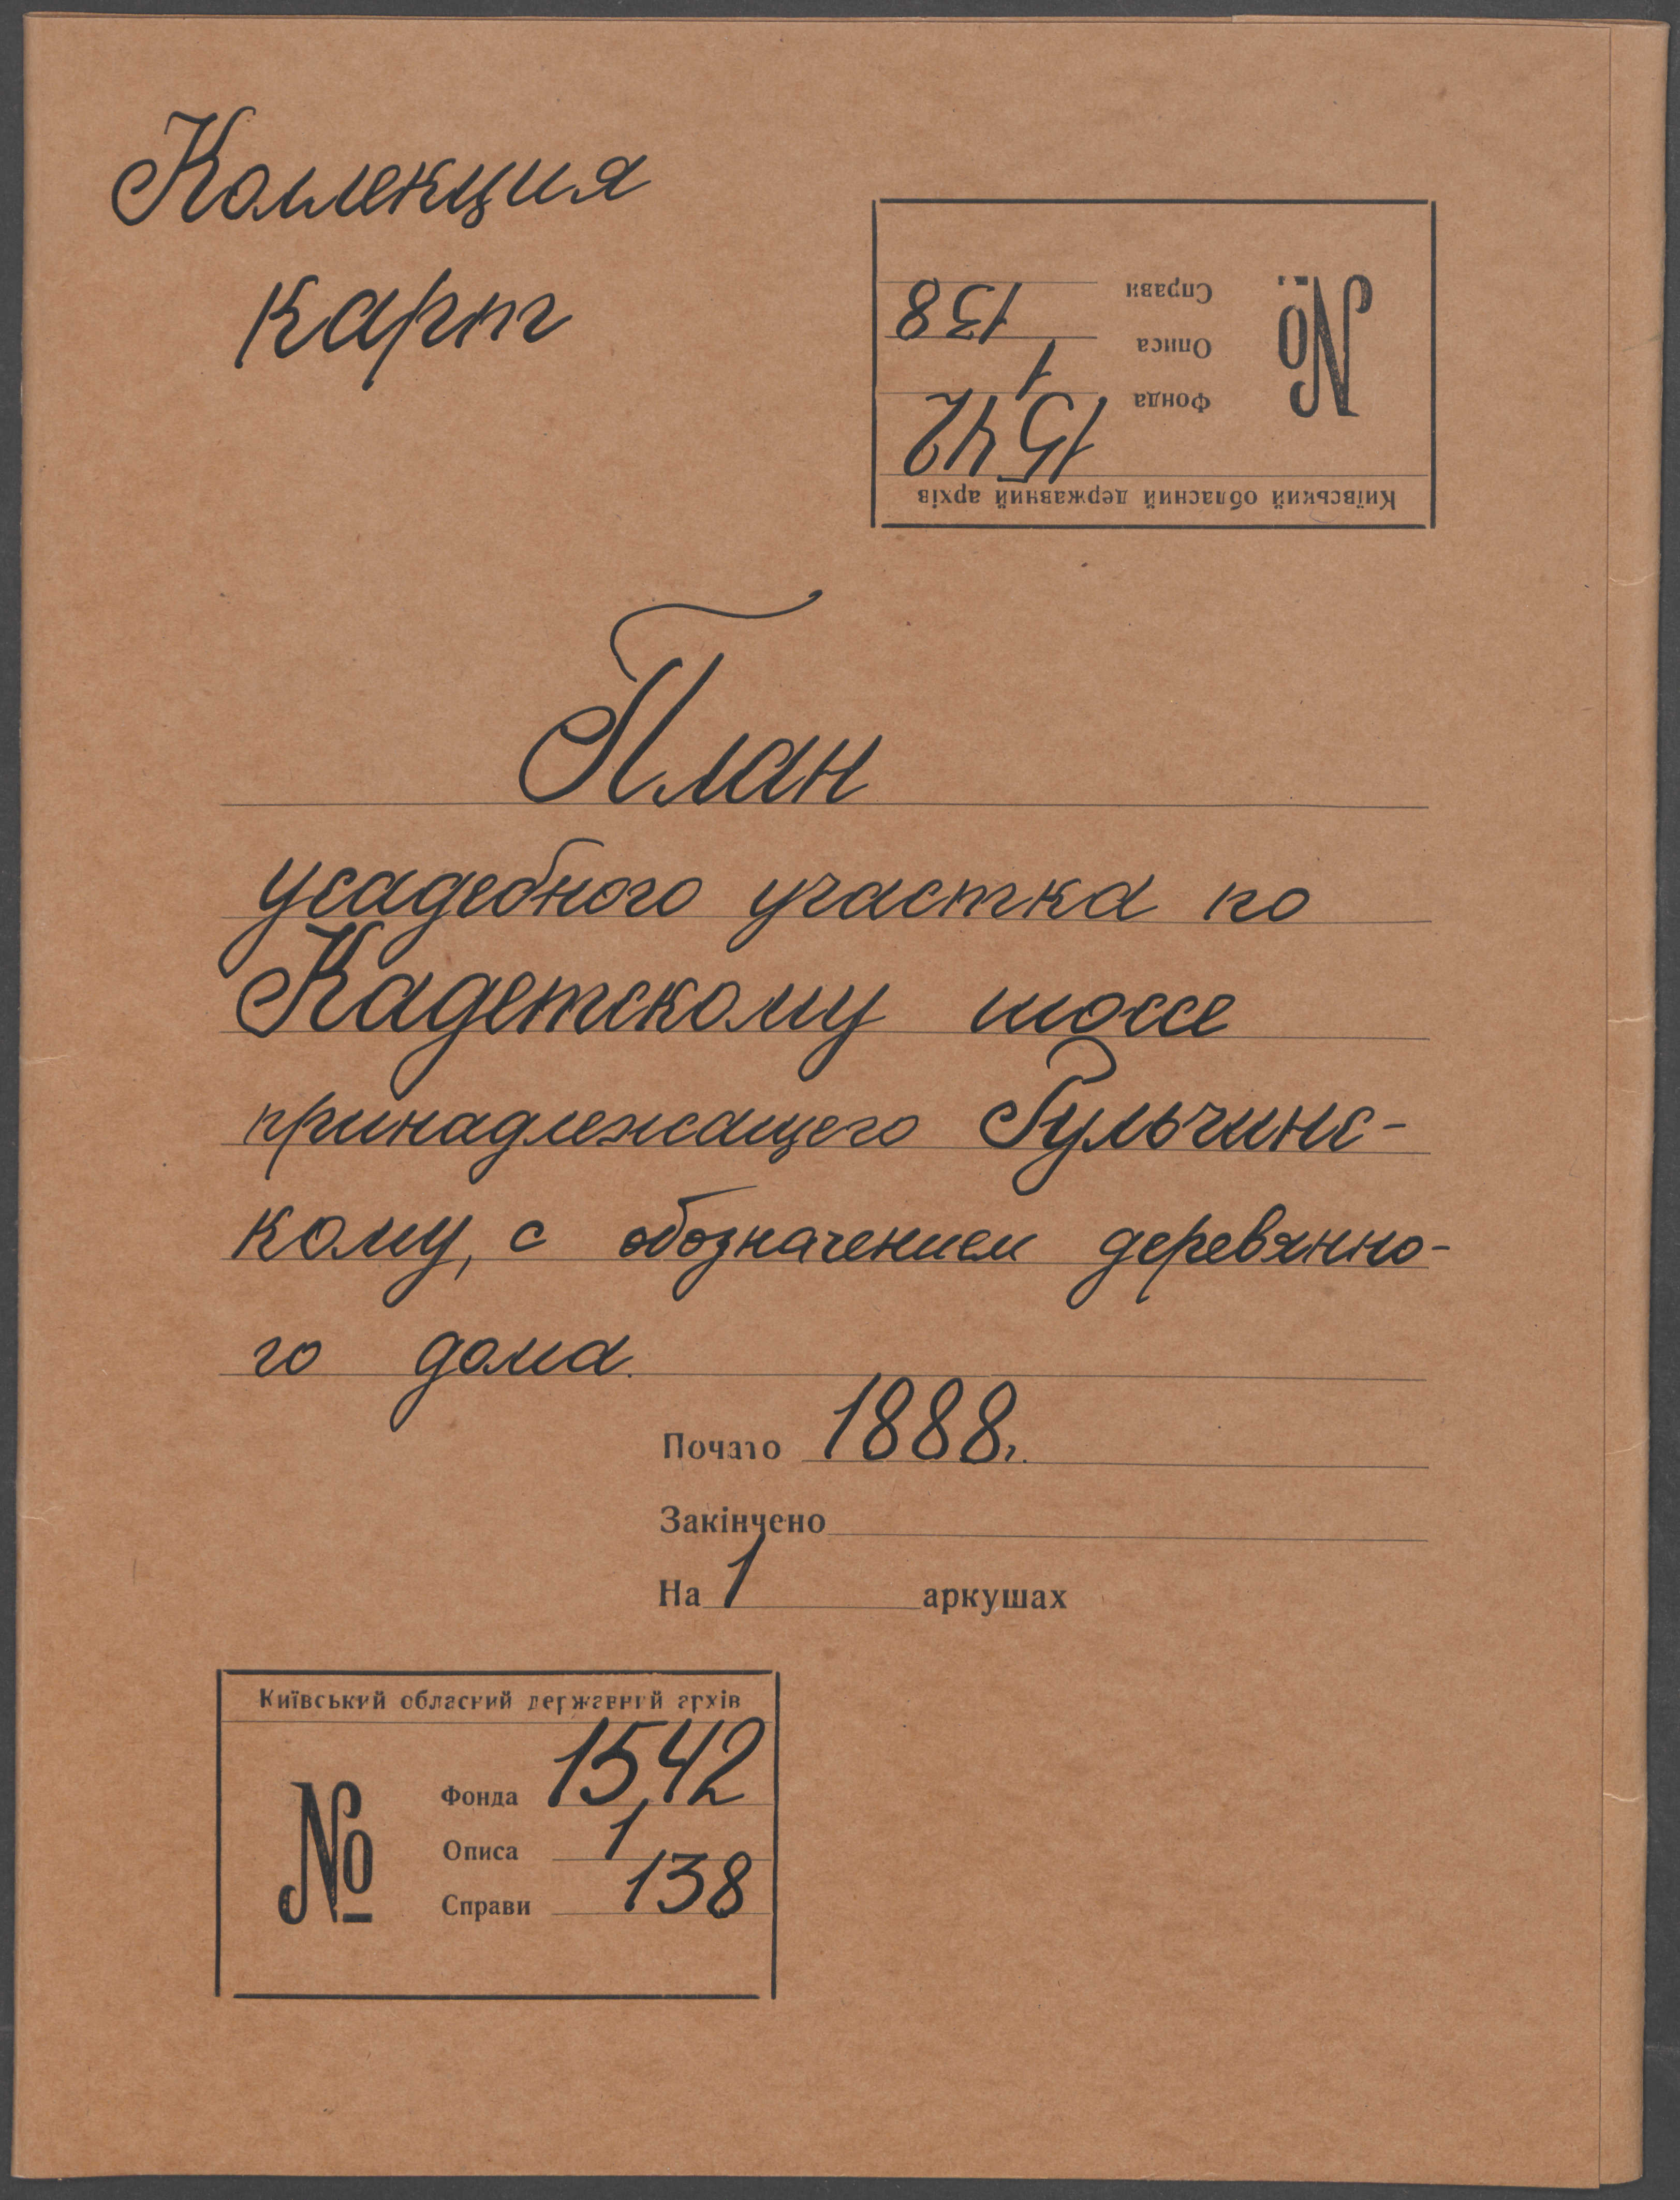 Коллекция
карт
Київський обласний державний архів
№
Фонда 1542
Описа 1
Справи 138
План
усадебного участка по
Кадетскому шоссе
принадлежащего Гульчинс-
кому, с обозначением деревянно-
го дома.
Почато 1888г.
Закінчено
На 1 аркушах
Київський обласний державний архів
№
Фонда 1542
Описа 1
Справи 138